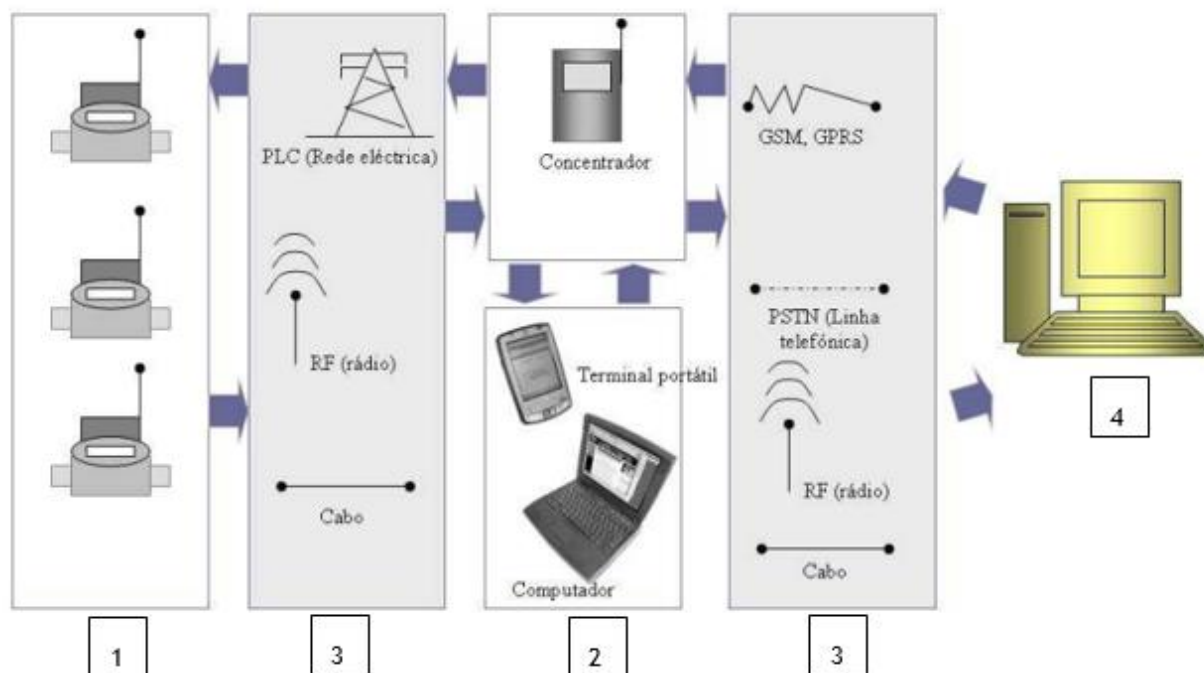 PLC (Rede eléctrica)
RF (rádio)
Cabo
Concentrador
Terminal portátil
Computador
GSM, GPRS
PSTN (Linha
telefónica)
RF (rádio)
Cabo
1
3
2
3
4